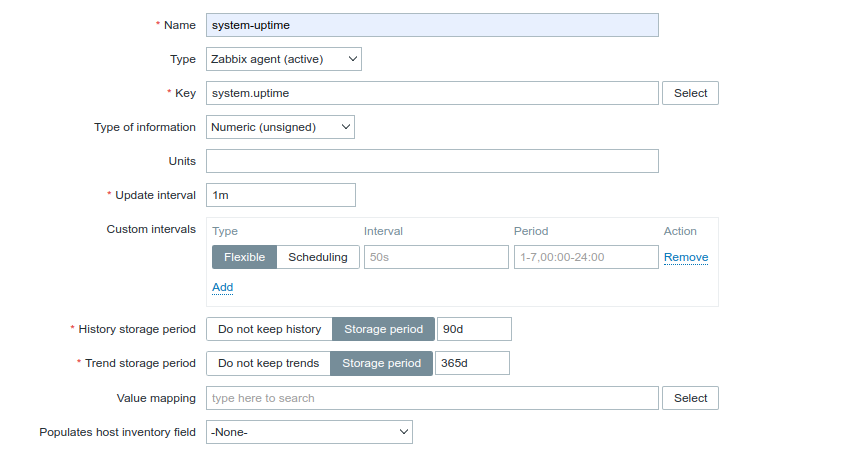 * Name system-uptime
Type Zabbix agent (active)
* Key system.uptime Select
Type of information Numeric (unsigned)
Units
* Update interval 1m
Custom intervals Type Interval Period Action
Flexible Scheduling 50s 1-7,00:00-24:00 Remove
Add
* History storage period Do not keep history Storage period 90d
* Trend storage period Do not keep trends Storage period 365d
Value mapping type here to search Select
Populates host inventory field -None-